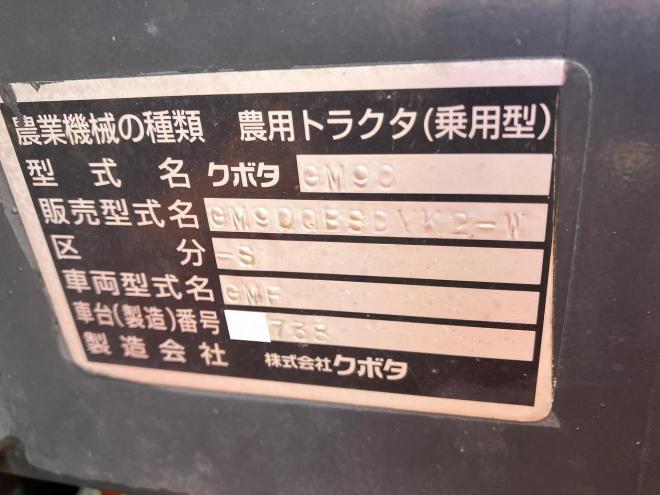 農業機械の種類 農用トラクタ(乗用型)
型式名 クボタ GM90
販売型式名 GM90QBSDYK2-W
区分 -S
車両型式名 GMF
車台(製造)番号 738
製造会社 株式会社クボタ